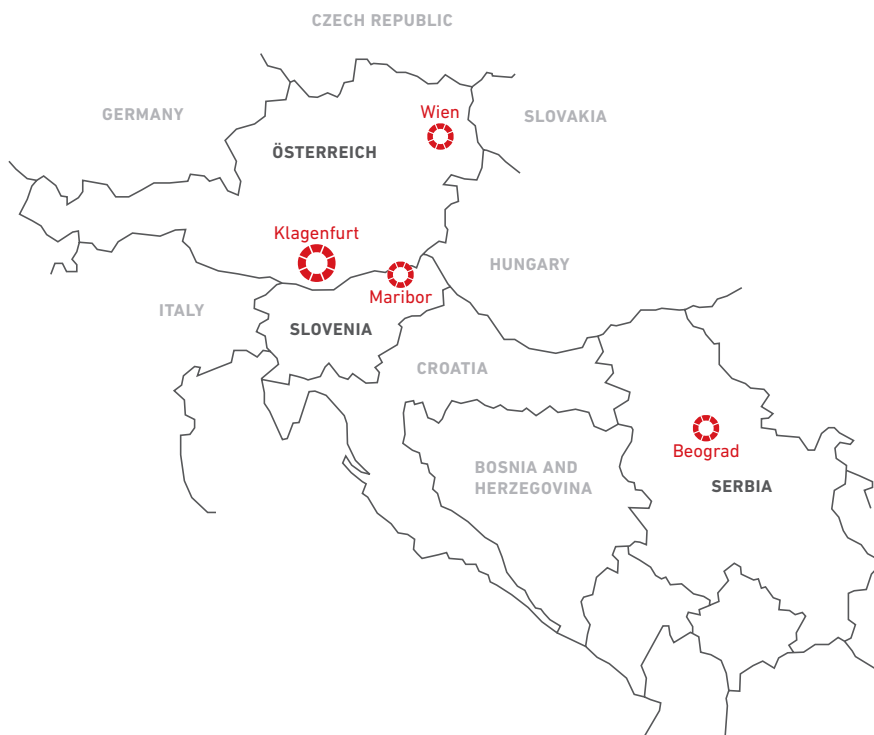 CZECH REPUBLIC
GERMANY
Wien
SLOVAKIA
ÖSTERREICH
Klagenfurt
HUNGARY
Maribor
ITALY
SLOVENIA
CROATIA
Beograd
BOSNIA AND
HERZEGOVINA
SERBIA